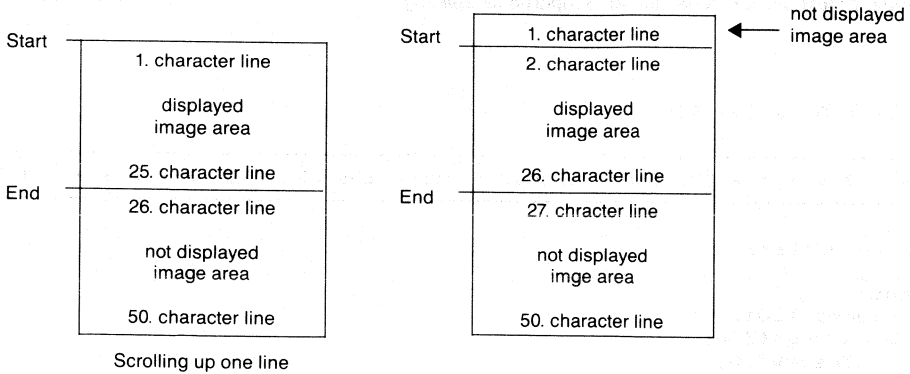 Start
1. character line
displayed
image area
25. character line
End
26. character line
not displayed
image area
50. character line
Scrolling up one line
not displayed
image area
Start
1. character line
2. character line
displayed
image area
26. character line
End
27. chracter line
not displayed
imge area
50. character line